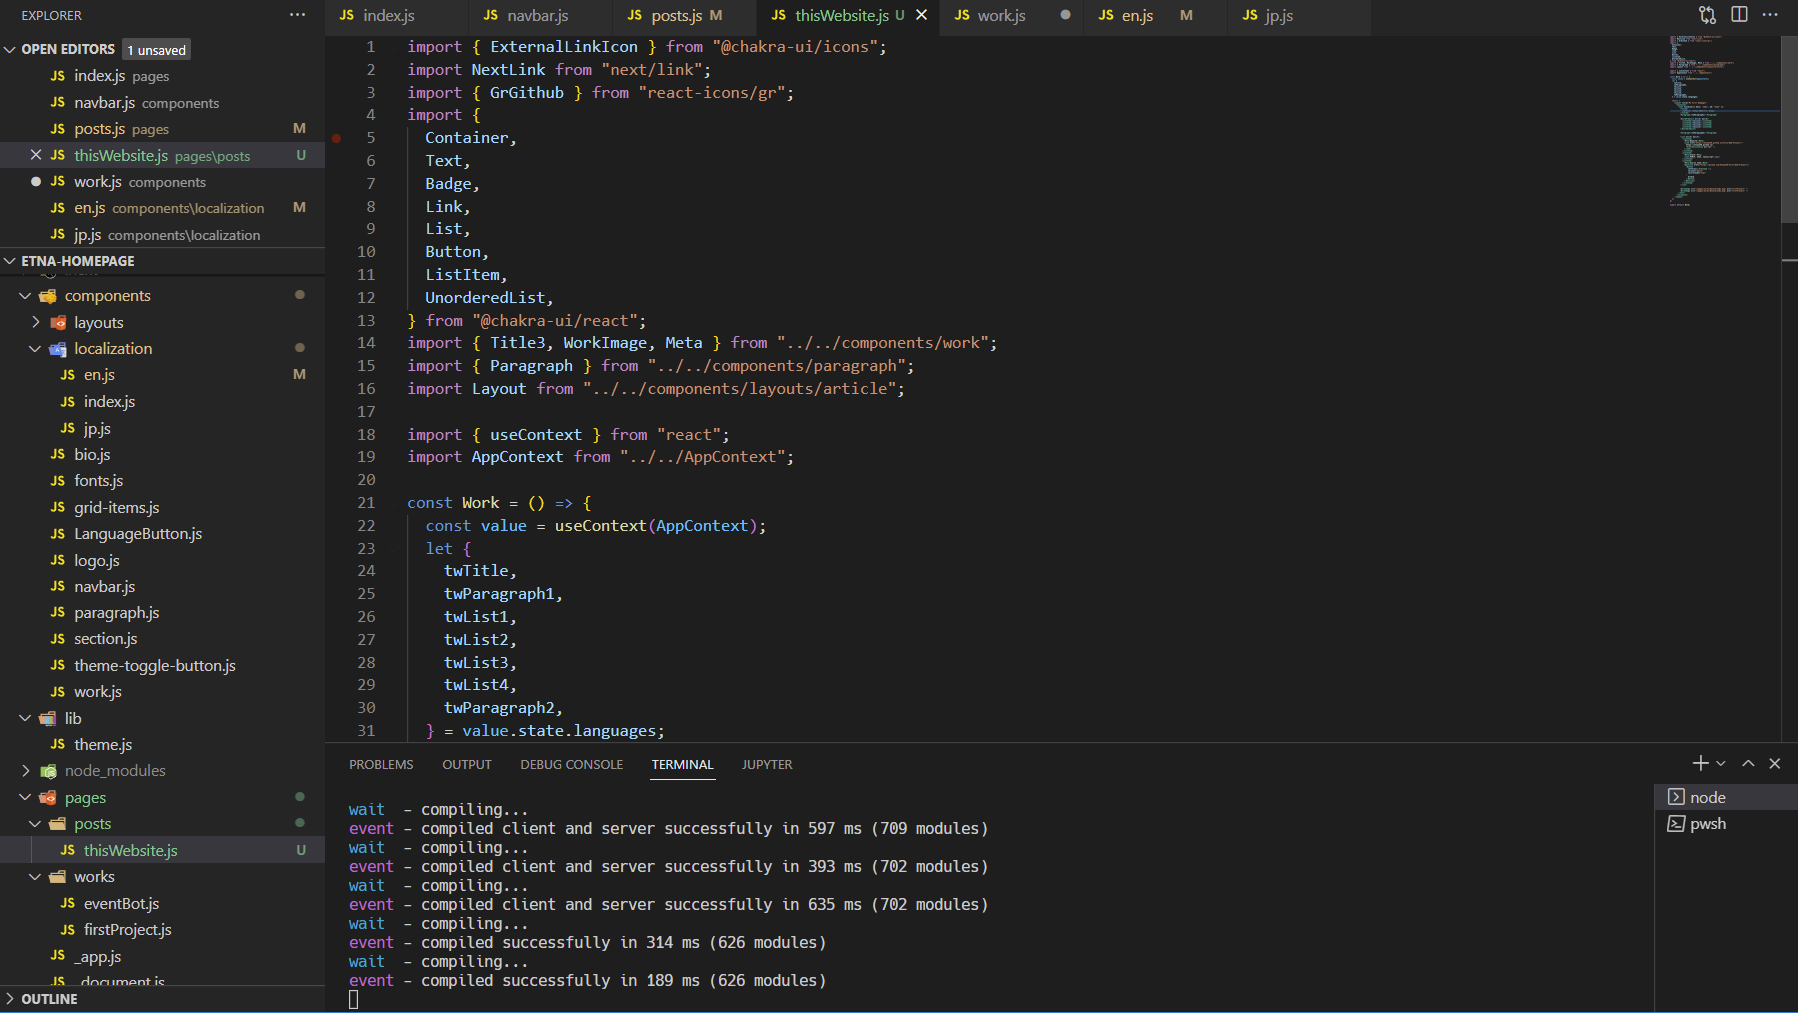 EXPLORER
OPEN EDITORS 1 unsaved
JS index.js pages
JS navbar.js components
JS posts.js pages M
JS thisWebsite.js pages\posts U
JS work.js components
JS en.js components\localization M
JS jp.js components\localization
ETNA-HOMEPAGE
components
layouts
localization
JS en.js M
JS index.js
JS jp.js
JS bio.js
JS fonts.js
JS grid-items.js
JS LanguageButton.js
JS logo.js
JS navbar.js
JS paragraph.js
JS section.js
JS theme-toggle-button.js
JS work.js
lib
JS theme.js
node_modules
pages
posts
JS thisWebsite.js U
works
JS eventBot.js
JS firstProject.js
JS _app.js
JS _document.js
OUTLINE
JS index.js JS navbar.js JS posts.js M JS thisWebsite.js U JS work.js JS en.js M JS jp.js
1 import { ExternalLinkIcon } from "@chakra-ui/icons";
2 import NextLink from "next/link";
3 import { GrGithub } from "react-icons/gr";
4 import {
5 Container,
6 Text,
7 Badge,
8 Link,
9 List,
10 Button,
11 ListItem,
12 UnorderedList,
13 } from "@chakra-ui/react";
14 import { Title3, WorkImage, Meta } from "../../components/work";
15 import { Paragraph } from "../../components/paragraph";
16 import Layout from "../../components/layouts/article";
17
18 import { useContext } from "react";
19 import AppContext from "../../AppContext";
20
21 const Work = () => {
22 const value = useContext(AppContext);
23 let {
24 twTitle,
25 twParagraph1,
26 twList1,
27 twList2,
28 twList3,
29 twList4,
30 twParagraph2,
31 } = value.state.languages;
PROBLEMS OUTPUT DEBUG CONSOLE TERMINAL JUPYTER
wait - compiling...
event - compiled client and server successfully in 597 ms (709 modules)
wait - compiling...
event - compiled client and server successfully in 393 ms (702 modules)
wait - compiling...
event - compiled client and server successfully in 635 ms (702 modules)
wait - compiling...
event - compiled successfully in 314 ms (626 modules)
wait - compiling...
event - compiled successfully in 189 ms (626 modules)
node
pwsh